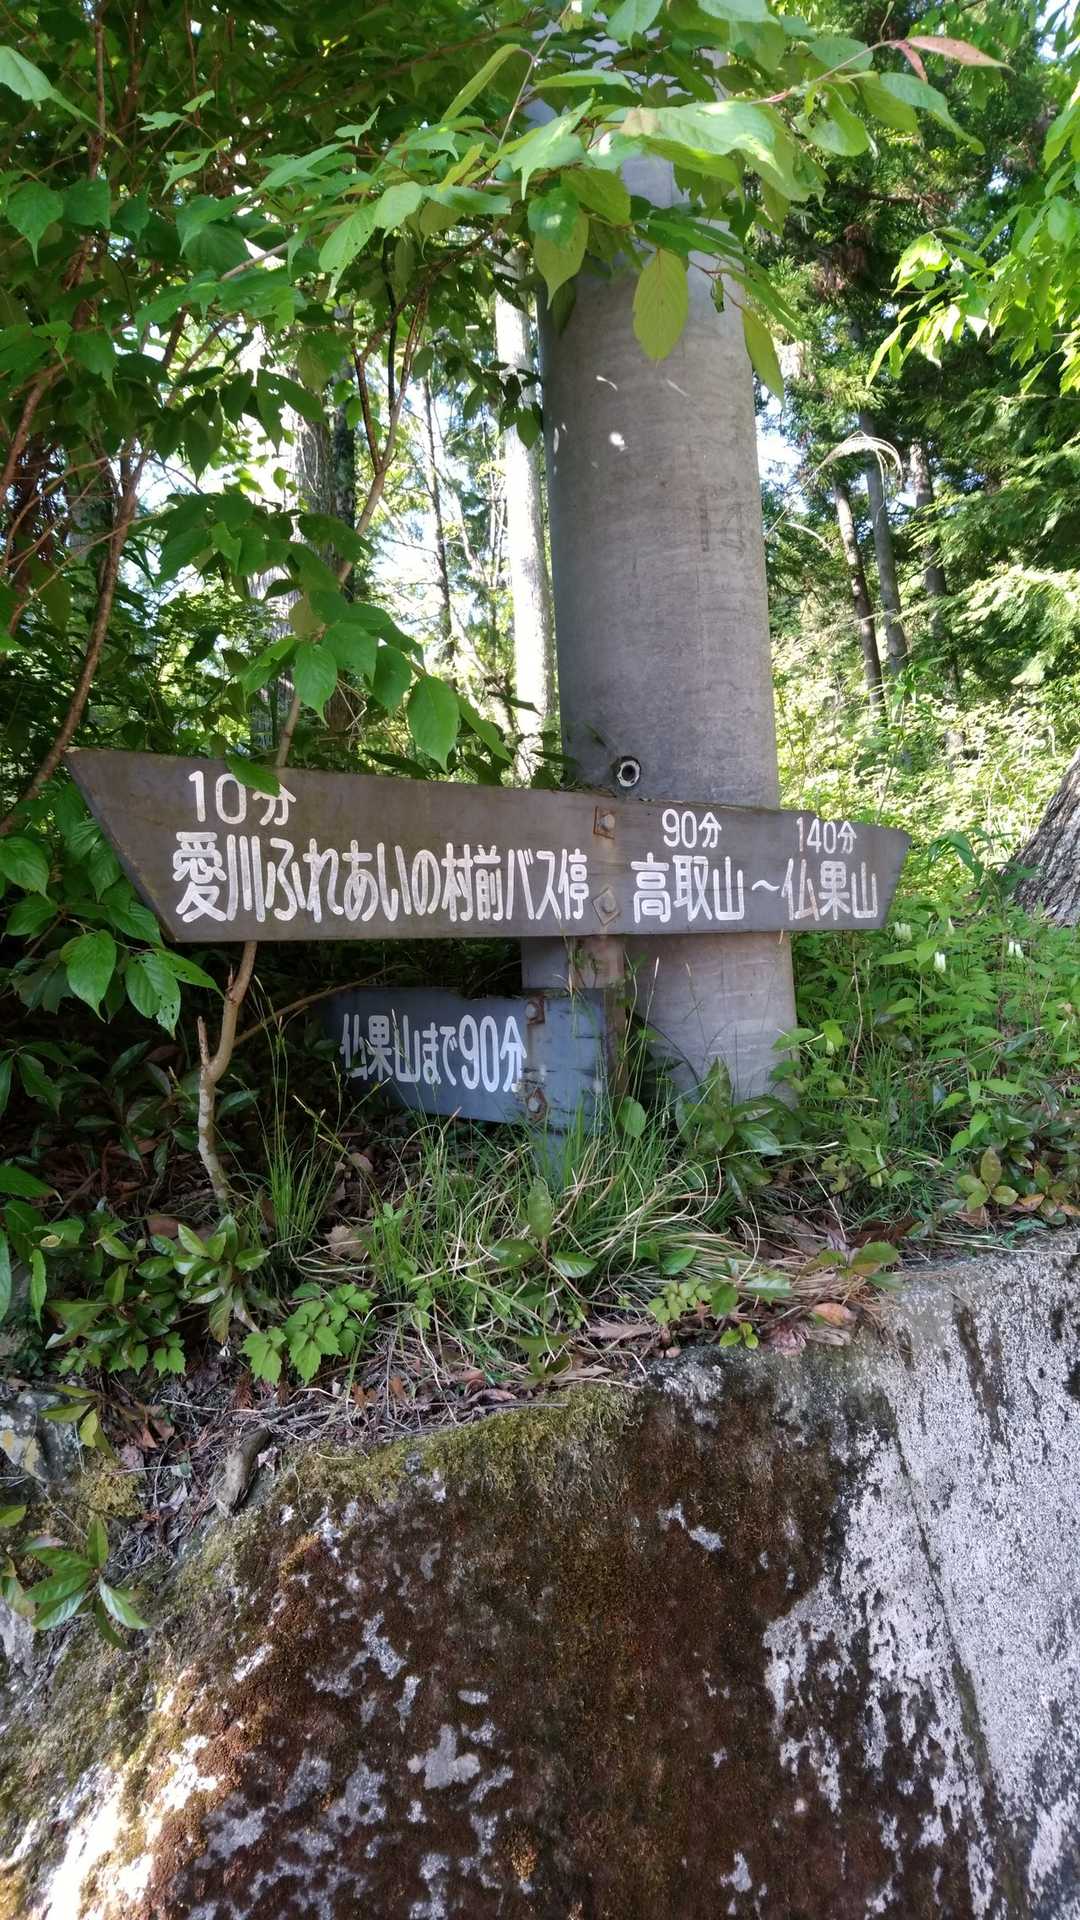 10分
愛川ふれあいの村前バス停
90分 140分
高取山～仏果山
仏果山まで90分